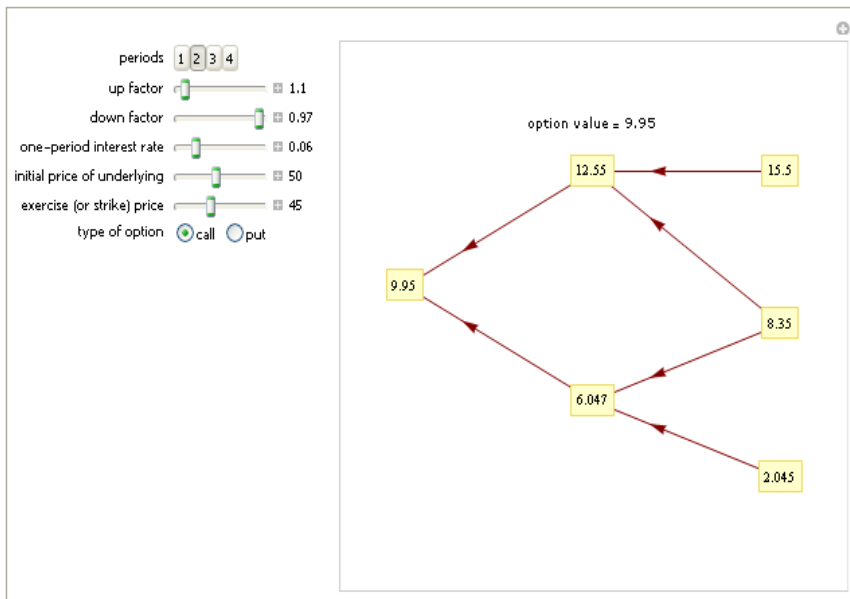 periods 1 2 3 4
up factor 1.1
down factor 0.97
one-period interest rate 0.06
initial price of underlying 50
exercise (or strike) price 45
type of option call put
option value = 9.95
12.55 15.5
9.95
8.35
6.047
2.045